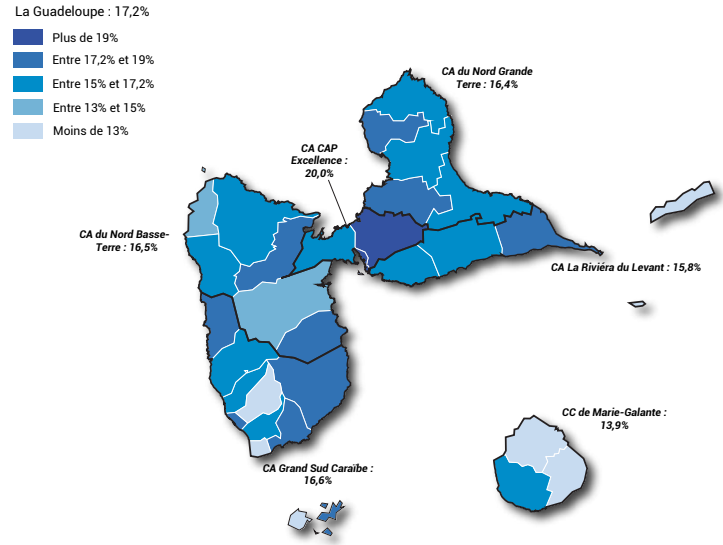 La Guadeloupe : 17,2%
Plus de 19%
Entre 17,2% et 19%
Entre 15% et 17,2%
Entre 13% et 15%
Moins de 13%
CA du Nord Grande
Terre : 16,4%
CA CAP
Excellence :
20,0%
CA du Nord Basse-
Terre : 16,5%
CA La Riviéra du Levant : 15,8%
CC de Marie-Galante :
13,9%
CA Grand Sud Caraïbe :
16,6%